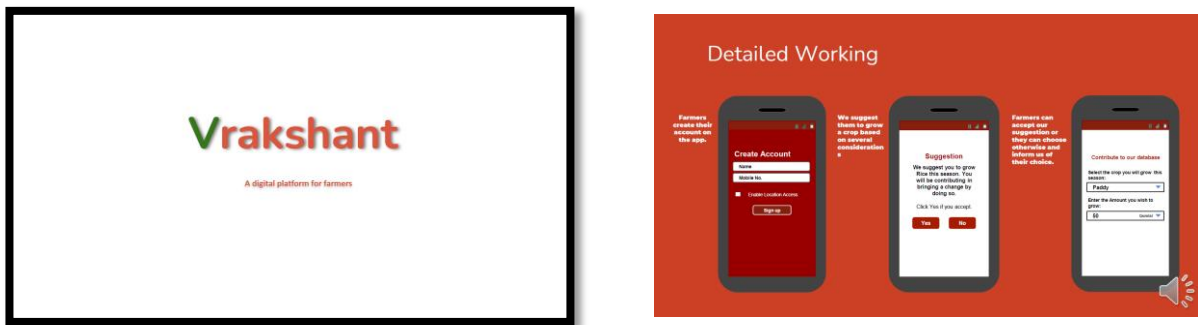 Vrakshant
A digital platform for farmers
Detailed Working
Farmers
create their
account on
the app.
Create Account
Name
Mobile No.
Enable Location Access
Sign up
We suggest
them to grow
a crop based
on several
consideration
s
Suggestion
We suggest you to grow
Rice this season. You
will be contributing in
bringing a change by
doing so.
Click Yes if you accept.
Yes
No
Farmers can
accept our
suggestion or
they can choose
otherwise and
inform us of
their choice.
Contribute to our database
Select the crop you will grow this
season:
Paddy
Enter the Amount you wish to
grow:
50